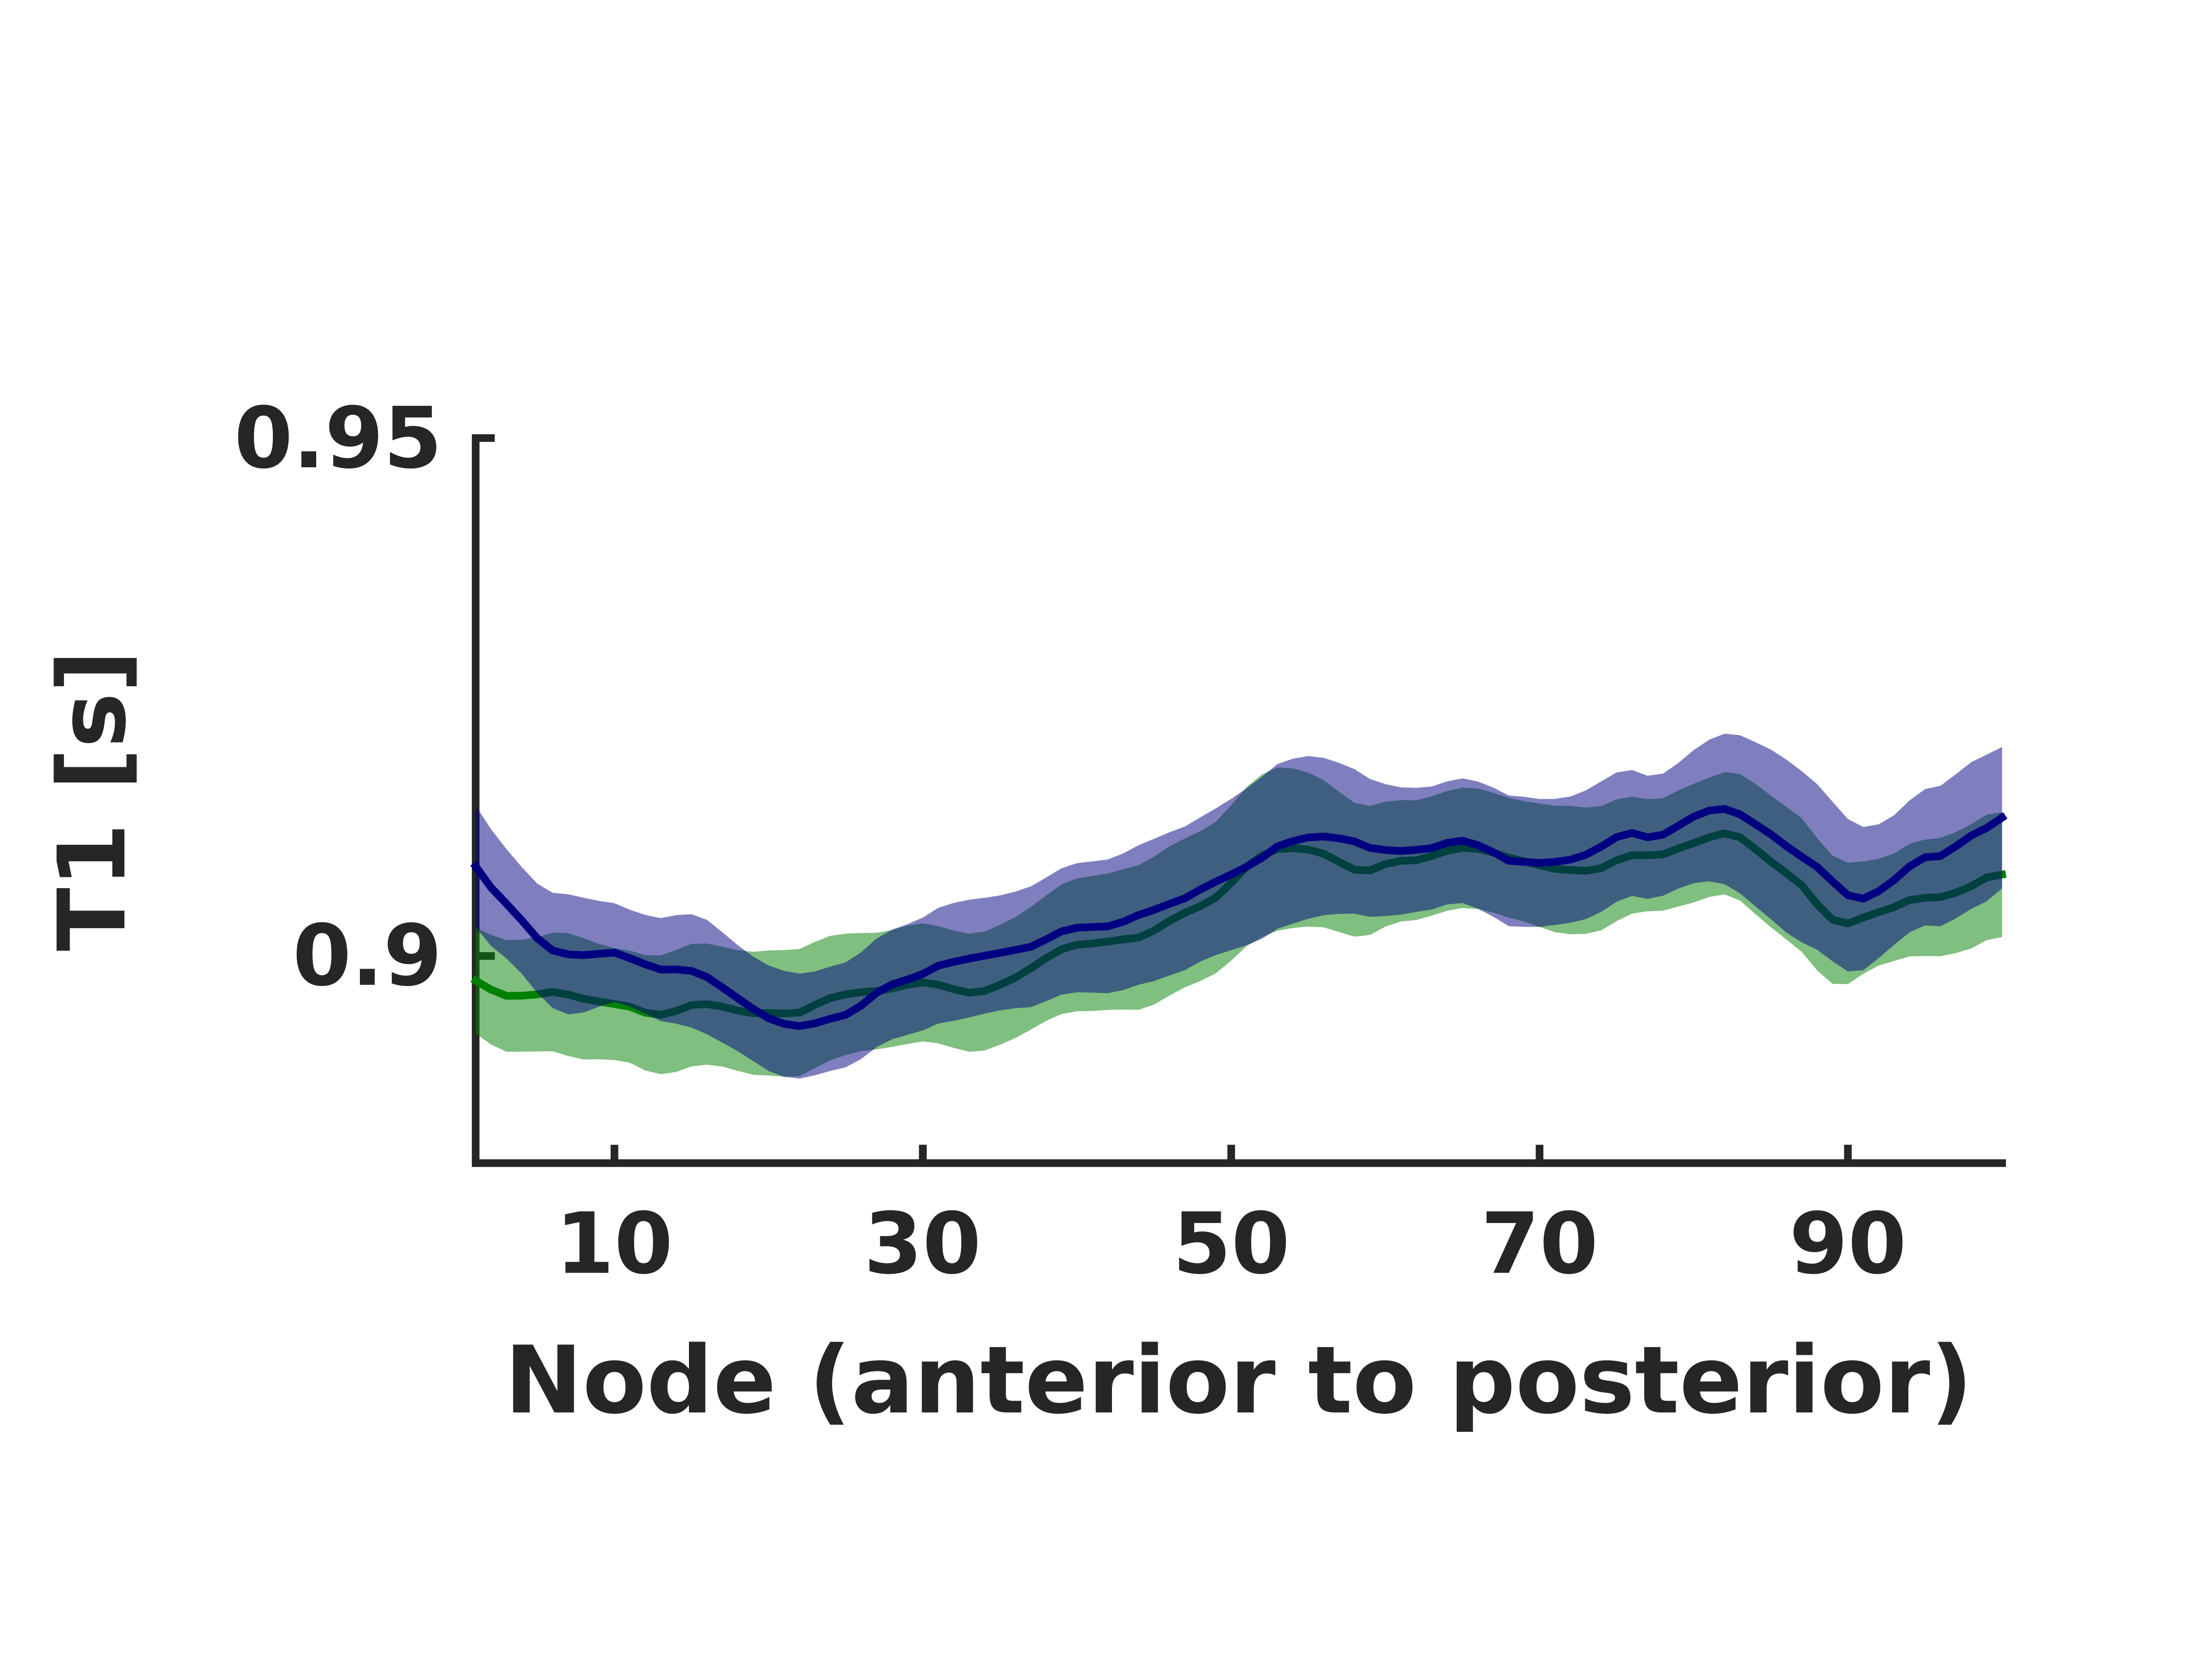 0.95
T1 [s]
0.9
10 30 50 70 90
Node (anterior to posterior)